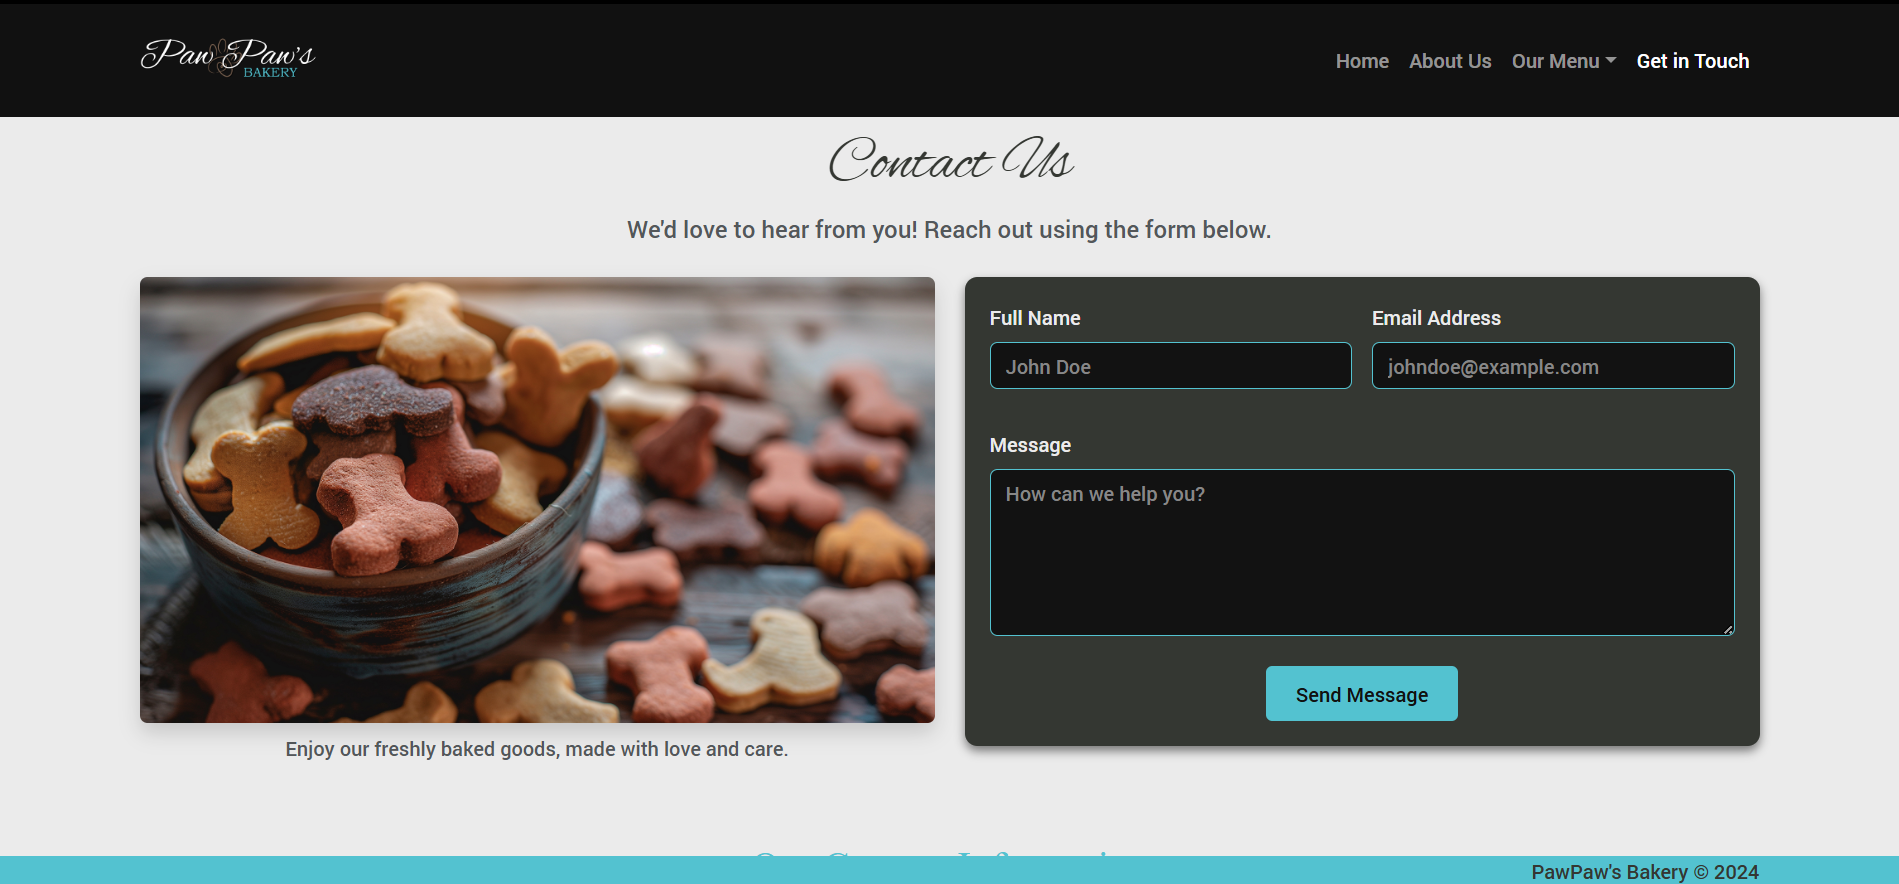 Paw Paw's
BAKERY
Home About Us Our Menu Get in Touch
Contact Us
We'd love to hear from you! Reach out using the form below.
Full Name Email Address
John Doe johndoe@example.com
Message
How can we help you?
Send Message
Enjoy our freshly baked goods, made with love and care.
PawPaw's Bakery © 2024